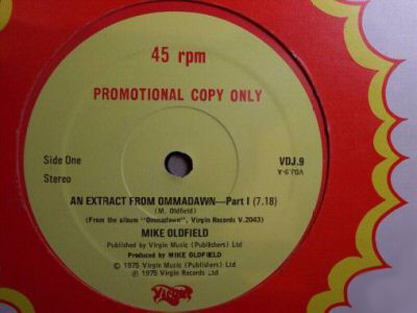 45 rpm
PROMOTIONAL COPY ONLY
Side One
VDJ.9
Stereo
AN EXTRACT FROM OMMADAWN—Part I (7.18)
(M. Oldfield)
(From the album "Ommadawn", Virgin Records V.2043)
MIKE OLDFIELD
Published by Virgin Music (Publishers) Ltd
Produced by MIKE OLDFIELD
© 1975 Virgin Music (Publishers) Ltd
℗ 1975 Virgin Records Ltd
Virgin